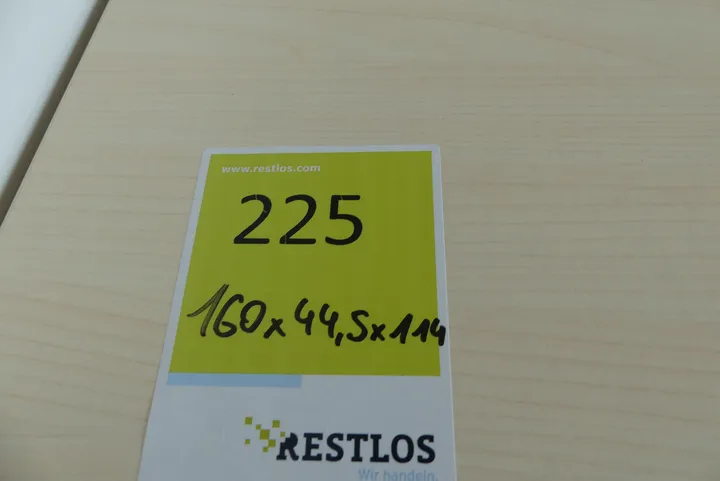 www.restlos.com
225
160x44,5x114
RESTLOS
Wir handeln.